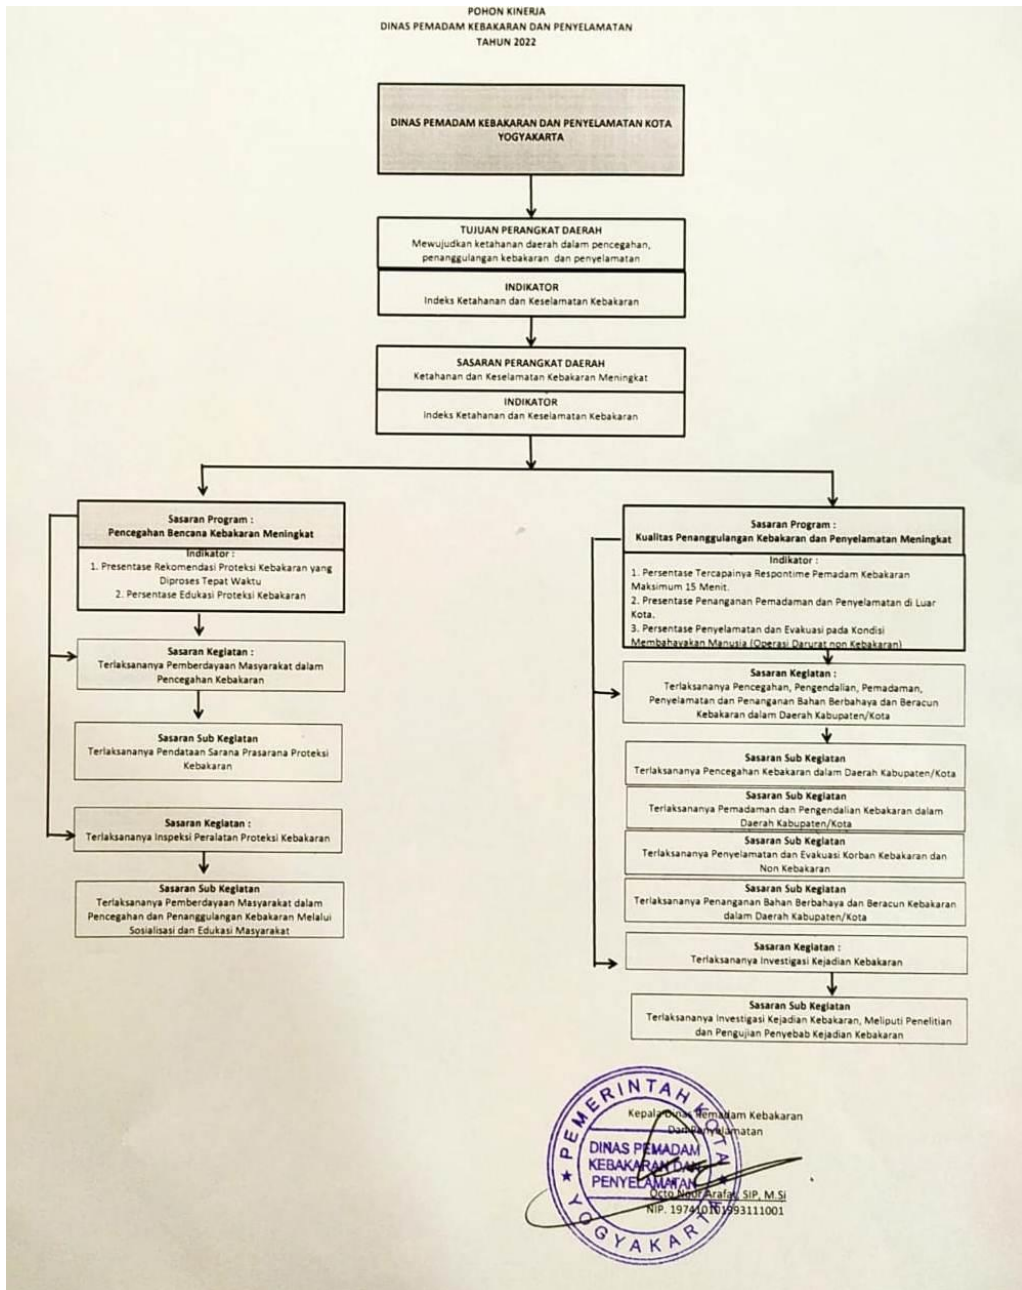 POHON KINERJA
DINAS PEMADAM KEBAKARAN DAN PENYELAMATAN
TAHUN 2022
DINAS PEMADAM KEBAKARAN DAN PENYELAMATAN KOTA
YOGYAKARTA
TUJUAN PERANGKAT DAERAH
Mewujudkan ketahanan daerah dalam pencegahan,
penanggulangan kebakaran dan penyelamatan
INDIKATOR
Indeks Ketahanan dan Keselamatan Kebakaran
SASARAN PERANGKAT DAERAH
Ketahanan dan Keselamatan Kebakaran Meningkat
INDIKATOR
Indeks Ketahanan dan Keselamatan Kebakaran
Sasaran Program :
Pencegahan Bencana Kebakaran Meningkat
Indikator :
1. Presentase Rekomendasi Proteksi Kebakaran yang
Diproses Tepat Waktu
2. Persentase Edukasi Proteksi Kebakaran
Sasaran Kegiatan :
Terlaksananya Pemberdayaan Masyarakat dalam
Pencegahan Kebakaran
Sasaran Sub Kegiatan
Terlaksananya Pendataan Sarana Prasarana Proteksi
Kebakaran
Sasaran Kegiatan :
Terlaksananya Inspeksi Peralatan Proteksi Kebakaran
Sasaran Sub Kegiatan
Terlaksananya Pemberdayaan Masyarakat dalam
Pencegahan dan Penanggulangan Kebakaran Melalui
Sosialisasi dan Edukasi Masyarakat
Sasaran Program :
Kualitas Penanggulangan Kebakaran dan Penyelamatan Meningkat
Indikator :
1. Persentase Tercapainya Respontime Pemadam Kebakaran
Maksimum 15 Menit.
2. Presentase Penanganan Pemadaman dan Penyelamatan di Luar
Kota.
3. Persentase Penyelamatan dan Evakuasi pada Kondisi
Membahayakan Manusia (Operasi Darurat non Kebakaran)
Sasaran Kegiatan :
Terlaksananya Pencegahan, Pengendalian, Pemadaman,
Penyelamatan dan Penanganan Bahan Berbahaya dan Beracun
Kebakaran dalam Daerah Kabupaten/Kota
Sasaran Sub Kegiatan
Terlaksananya Pencegahan Kebakaran dalam Daerah Kabupaten/Kota
Sasaran Sub Kegiatan
Terlaksananya Pemadaman dan Pengendalian Kebakaran dalam
Daerah Kabupaten/Kota
Sasaran Sub Kegiatan
Terlaksananya Penyelamatan dan Evakuasi Korban Kebakaran dan
Non Kebakaran
Sasaran Sub Kegiatan
Terlaksananya Penanganan Bahan Berbahaya dan Beracun Kebakaran
dalam Daerah Kabupaten/Kota
Sasaran Kegiatan :
Terlaksananya Investigasi Kejadian Kebakaran
Sasaran Sub Kegiatan
Terlaksananya Investigasi Kejadian Kebakaran, Meliputi Penelitian
dan Pengujian Penyebab Kejadian Kebakaran
Kepala Dinas Pemadam Kebakaran
Dan Penyelamatan
PEMERINTAH KOTA
DINAS PEMADAM
KEBAKARAN DAN
PENYELAMATAN
YOGYAKARTA
Octo Noor Arafat, SIP, M.Si
NIP. 197410101993111001